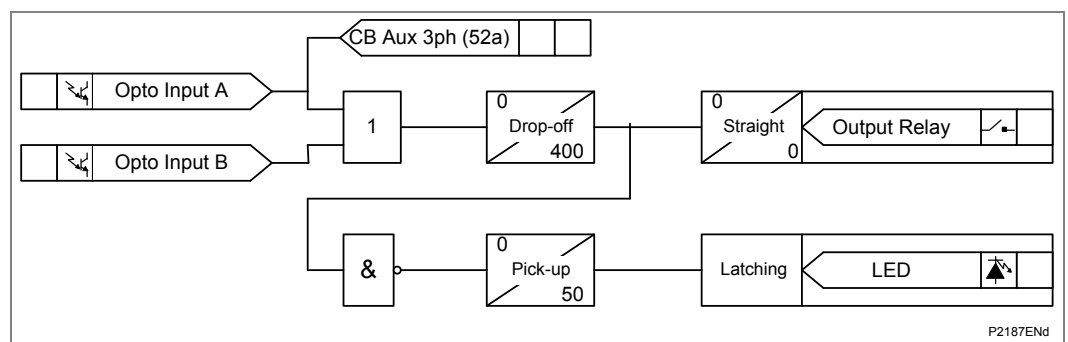 CB Aux 3ph (52a)
Opto Input A
1
0
Drop-off
400
0
Straight
0
Output Relay
Opto Input B
&
0
Pick-up
50
Latching
LED
P2187ENd